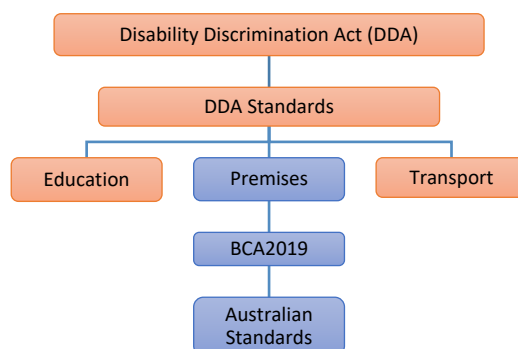 Disability Discrimination Act (DDA)
DDA Standards
Education
Premises
Transport
BCA2019
Australian
Standards